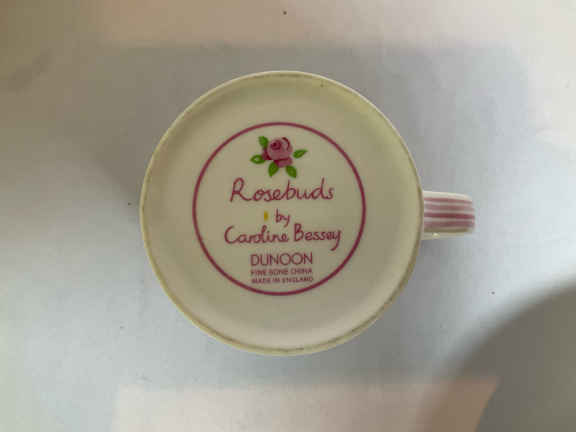 Rosebuds
by
Caroline Bessey
DUNOON
FINE BONE CHINA
MADE IN ENGLAND